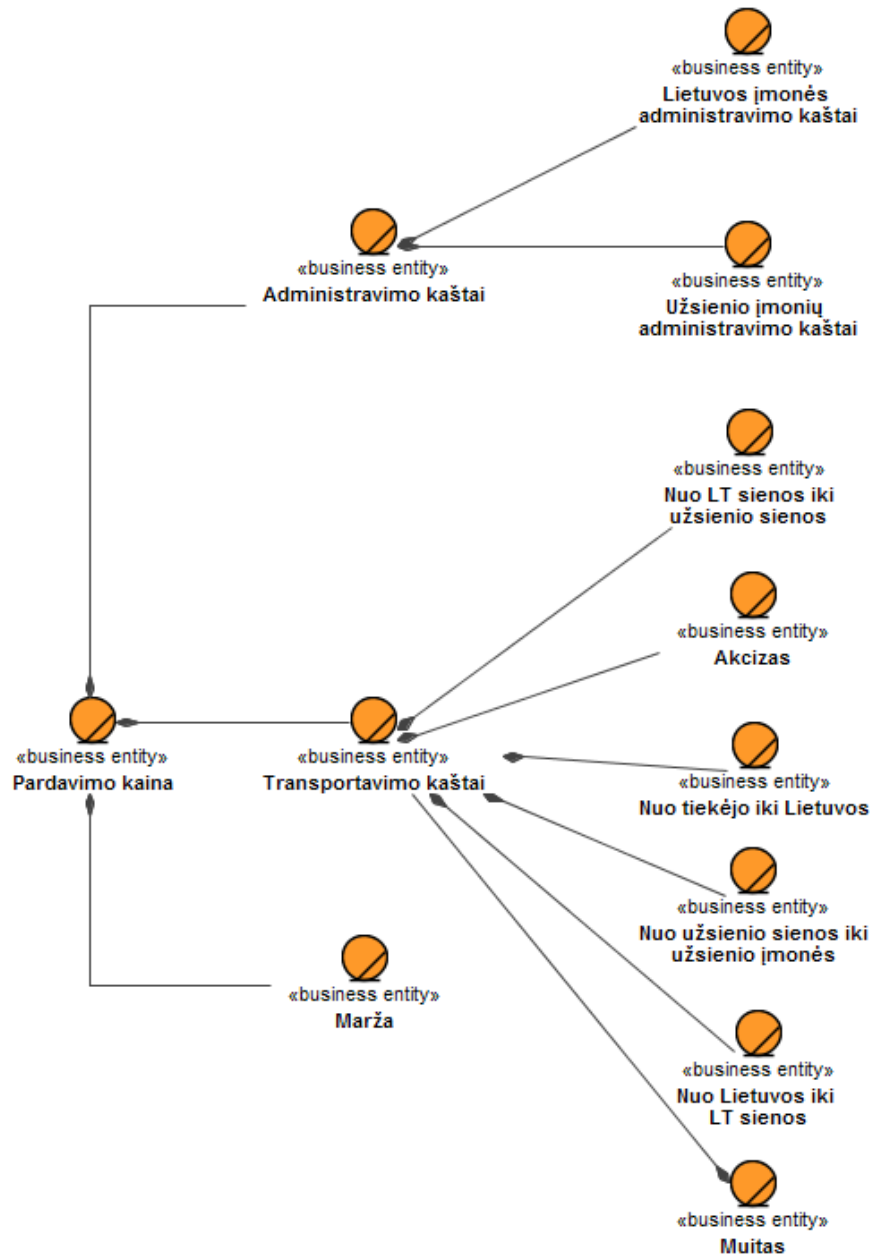 «business entity»
Lietuvos įmonės
administravimo kaštai
«business entity»
Administravimo kaštai
«business entity»
Užsienio įmonių
administravimo kaštai
«business entity»
Nuo LT sienos iki
užsienio sienos
«business entity»
Akcizas
«business entity»
Pardavimo kaina
«business entity»
Transportavimo kaštai
«business entity»
Nuo tiekėjo iki Lietuvos
«business entity»
Nuo užsienio sienos iki
užsienio įmonės
«business entity»
Marža
«business entity»
Nuo Lietuvos iki
LT sienos
«business entity»
Muitas